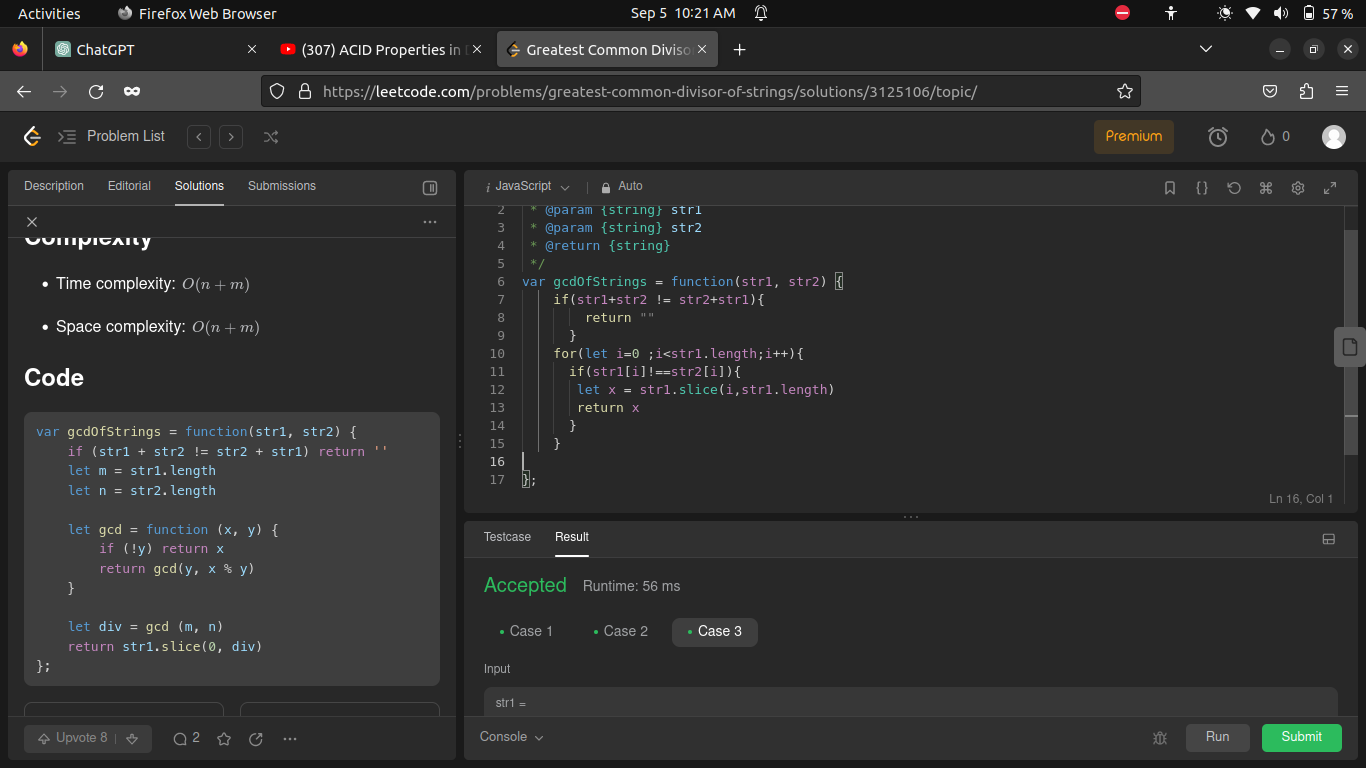 Activities
Firefox Web Browser
Sep 5 10:21 AM
57 %
ChatGPT
(307) ACID Properties in
Greatest Common Diviso
https://leetcode.com/problems/greatest-common-divisor-of-strings/solutions/3125106/topic/
Problem List
Premium
0
Description
Editorial
Solutions
Submissions
Complexity
• Time complexity: O(n + m)
• Space complexity: O(n + m)
Code
var gcdOfStrings = function(str1, str2) {
if (str1 + str2 != str2 + str1) return ''
let m = str1.length
let n = str2.length
let gcd = function (x, y) {
if (!y) return x
return gcd(y, x % y)
}
let div = gcd (m, n)
return str1.slice(0, div)
};
Upvote 8
2
i JavaScript
Auto
2 * @param {string} str1
3 * @param {string} str2
4 * @return {string}
5 */
6 var gcdOfStrings = function(str1, str2) {
7 if(str1+str2 != str2+str1){
8 return ""
9 }
10 for(let i=0 ;i<str1.length;i++){
11 if(str1[i]!==str2[i]){
12 let x = str1.slice(i,str1.length)
13 return x
14 }
15 }
16
17 };
Ln 16, Col 1
Testcase
Result
Accepted
Runtime: 56 ms
• Case 1
• Case 2
• Case 3
Input
str1 =
Console
Run
Submit